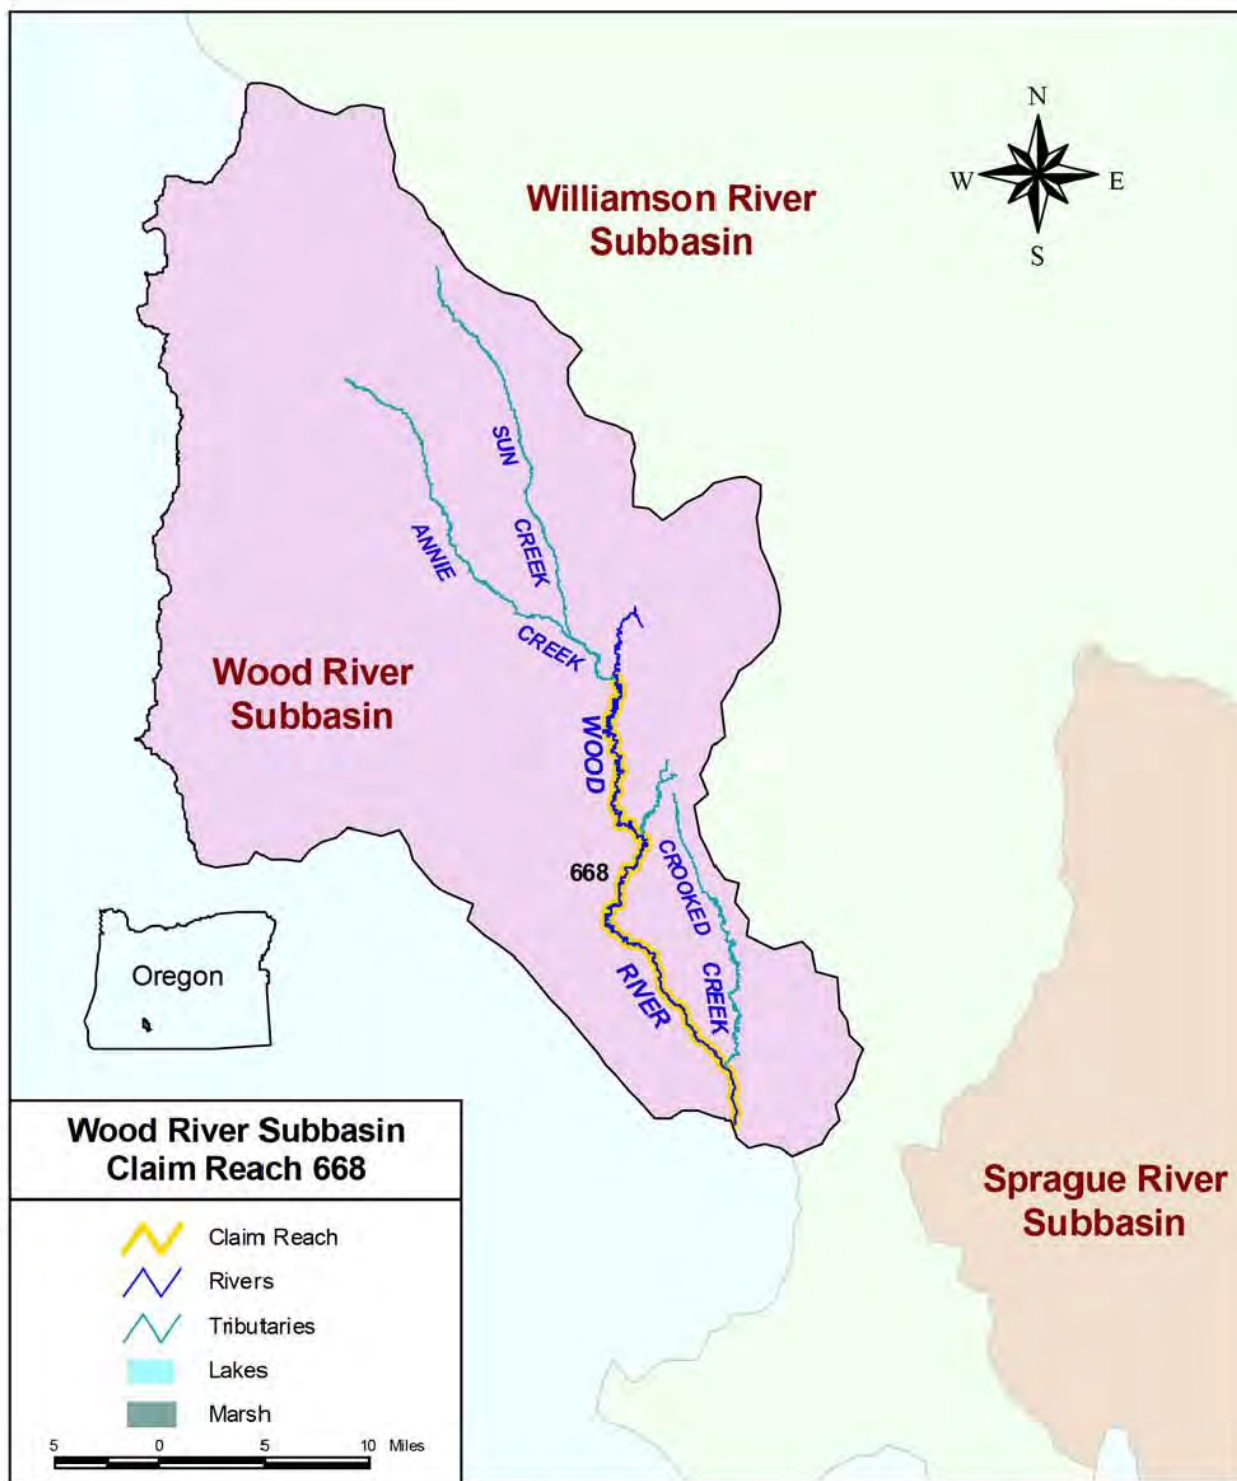 N
W
E
S
Williamson River
Subbasin
SUN
CREEK
ANNIE
CREEK
Wood River
Subbasin
WOOD
668
CROOKED
CREEK
RIVER
Oregon
Sprague River
Subbasin
Wood River Subbasin
Claim Reach 668
Claim Reach
Rivers
Tributaries
Lakes
Marsh
5 0 5 10 Miles